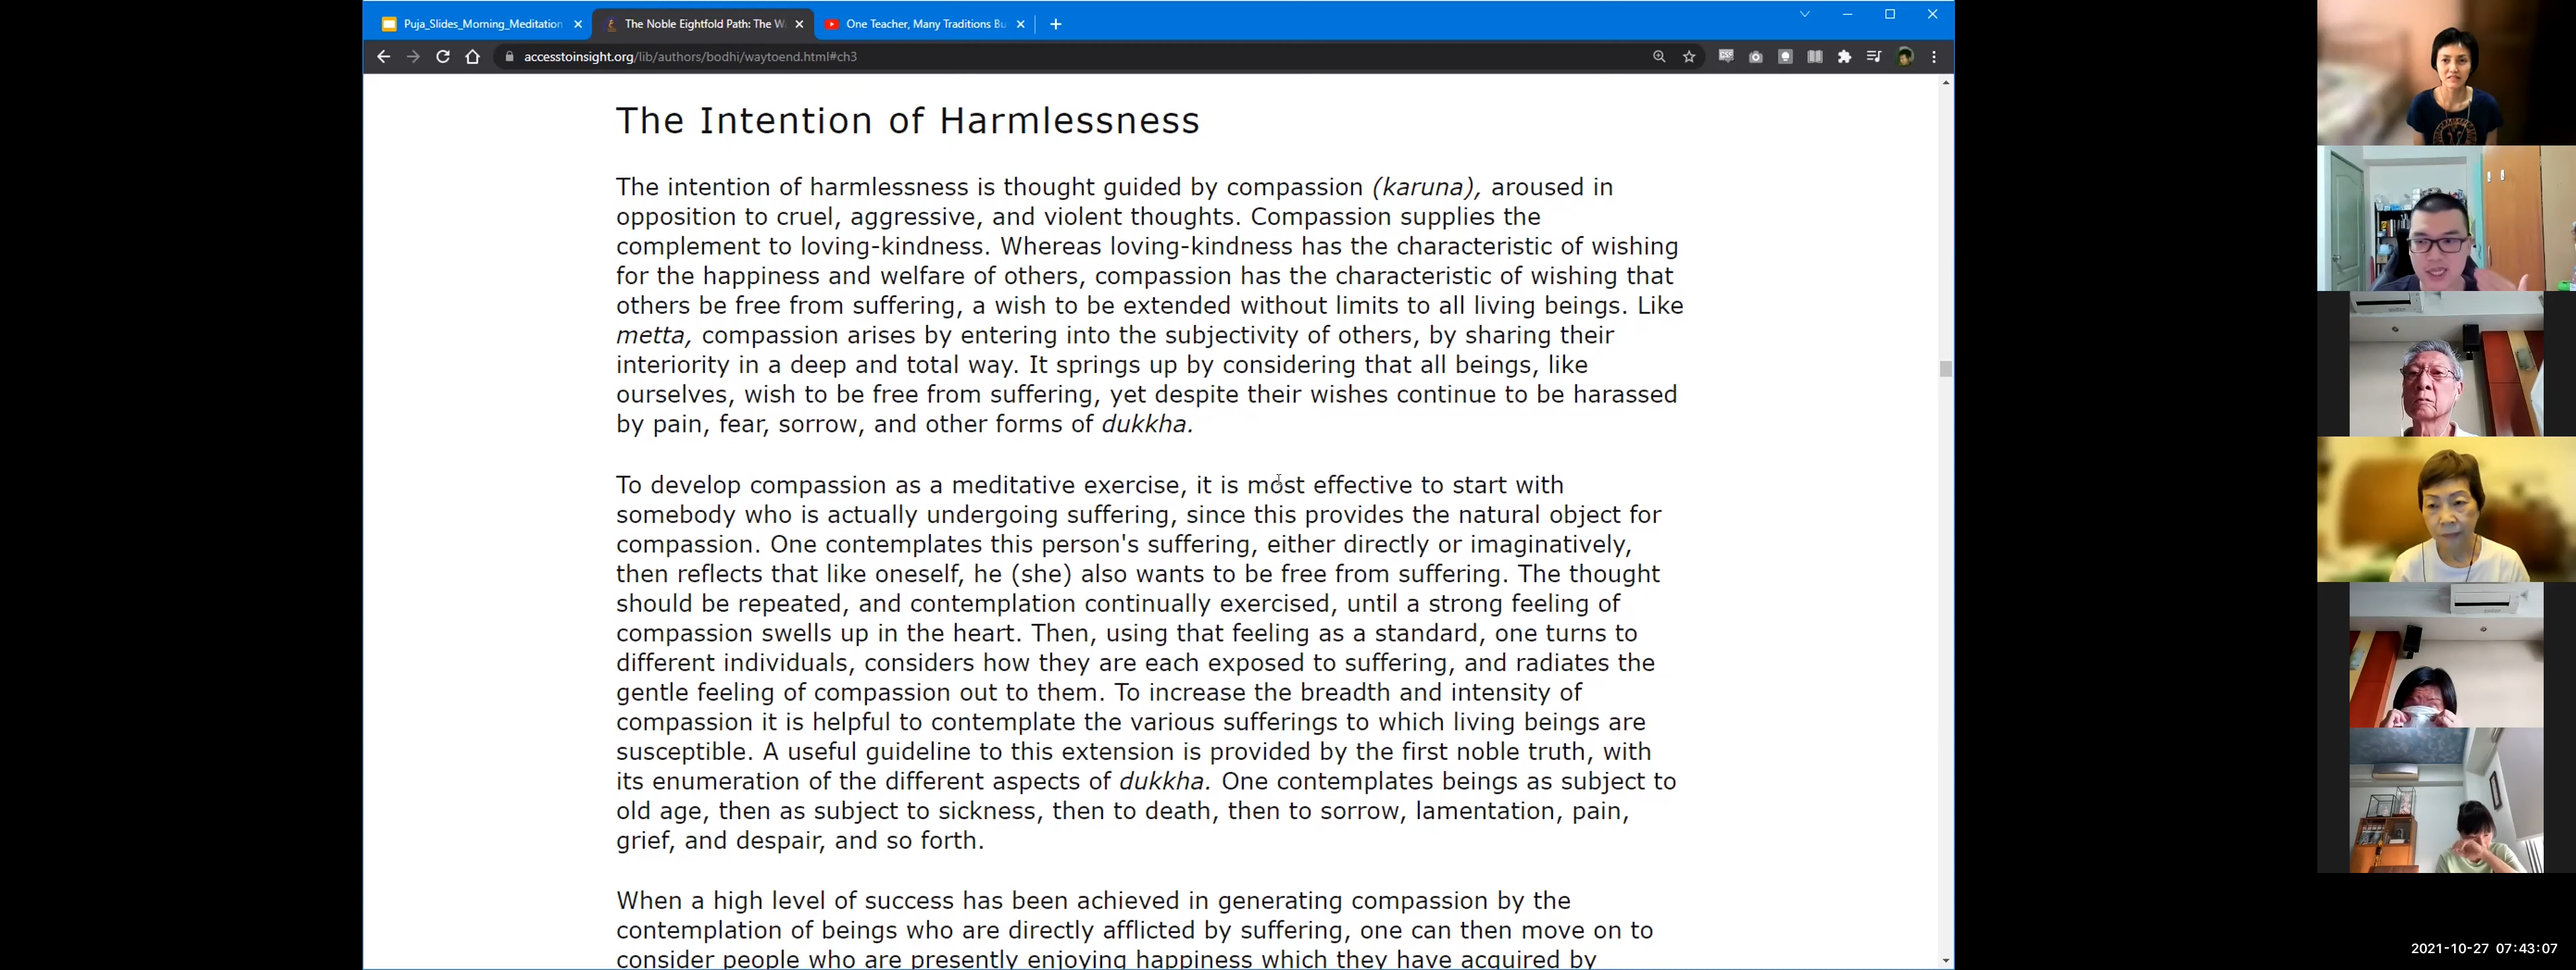 Puja_Slides_Morning_Meditation
The Noble Eightfold Path: The W
One Teacher, Many Traditions Bu
accesstoinsight.org/lib/authors/bodhi/waytoend.html#ch3
The Intention of Harmlessness
The intention of harmlessness is thought guided by compassion (karuna), aroused in
opposition to cruel, aggressive, and violent thoughts. Compassion supplies the
complement to loving-kindness. Whereas loving-kindness has the characteristic of wishing
for the happiness and welfare of others, compassion has the characteristic of wishing that
others be free from suffering, a wish to be extended without limits to all living beings. Like
metta, compassion arises by entering into the subjectivity of others, by sharing their
interiority in a deep and total way. It springs up by considering that all beings, like
ourselves, wish to be free from suffering, yet despite their wishes continue to be harassed
by pain, fear, sorrow, and other forms of dukkha.
To develop compassion as a meditative exercise, it is most effective to start with
somebody who is actually undergoing suffering, since this provides the natural object for
compassion. One contemplates this person's suffering, either directly or imaginatively,
then reflects that like oneself, he (she) also wants to be free from suffering. The thought
should be repeated, and contemplation continually exercised, until a strong feeling of
compassion swells up in the heart. Then, using that feeling as a standard, one turns to
different individuals, considers how they are each exposed to suffering, and radiates the
gentle feeling of compassion out to them. To increase the breadth and intensity of
compassion it is helpful to contemplate the various sufferings to which living beings are
susceptible. A useful guideline to this extension is provided by the first noble truth, with
its enumeration of the different aspects of dukkha. One contemplates beings as subject to
old age, then as subject to sickness, then to death, then to sorrow, lamentation, pain,
grief, and despair, and so forth.
When a high level of success has been achieved in generating compassion by the
contemplation of beings who are directly afflicted by suffering, one can then move on to
consider people who are presently enjoying happiness which they have acquired by
2021-10-27 07:43:07